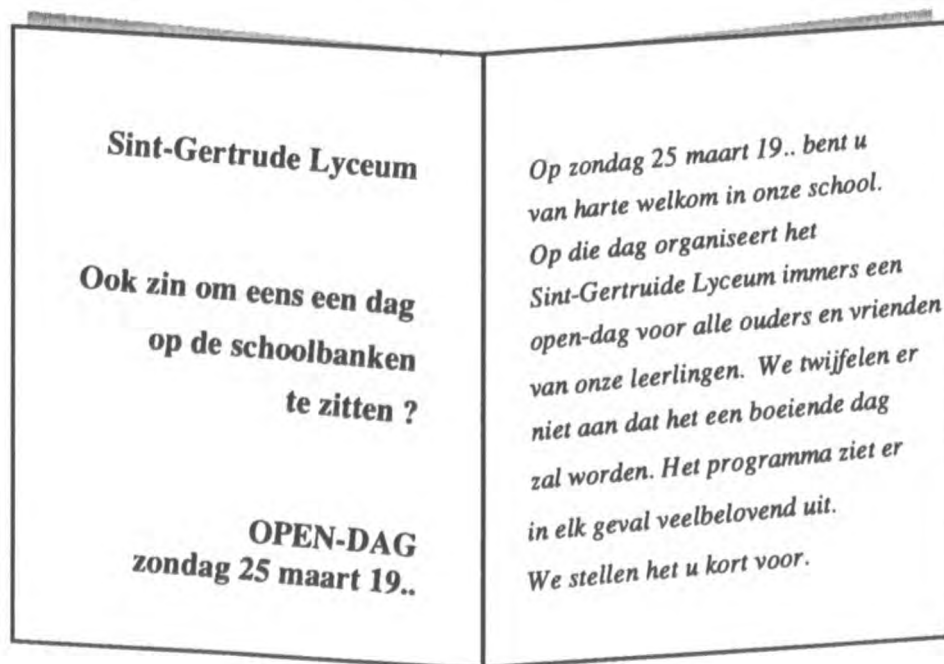 Sint-Gertrude Lyceum
Ook zin om eens een dag
op de schoolbanken
te zitten ?
OPEN-DAG
zondag 25 maart 19..
Op zondag 25 maart 19.. bent u
van harte welkom in onze school.
Op die dag organiseert het
Sint-Gertruide Lyceum immers een
open-dag voor alle ouders en vrienden
van onze leerlingen. We twijfelen er
niet aan dat het een boeiende dag
zal worden. Het programma ziet er
in elk geval veelbelovend uit.
We stellen het u kort voor.